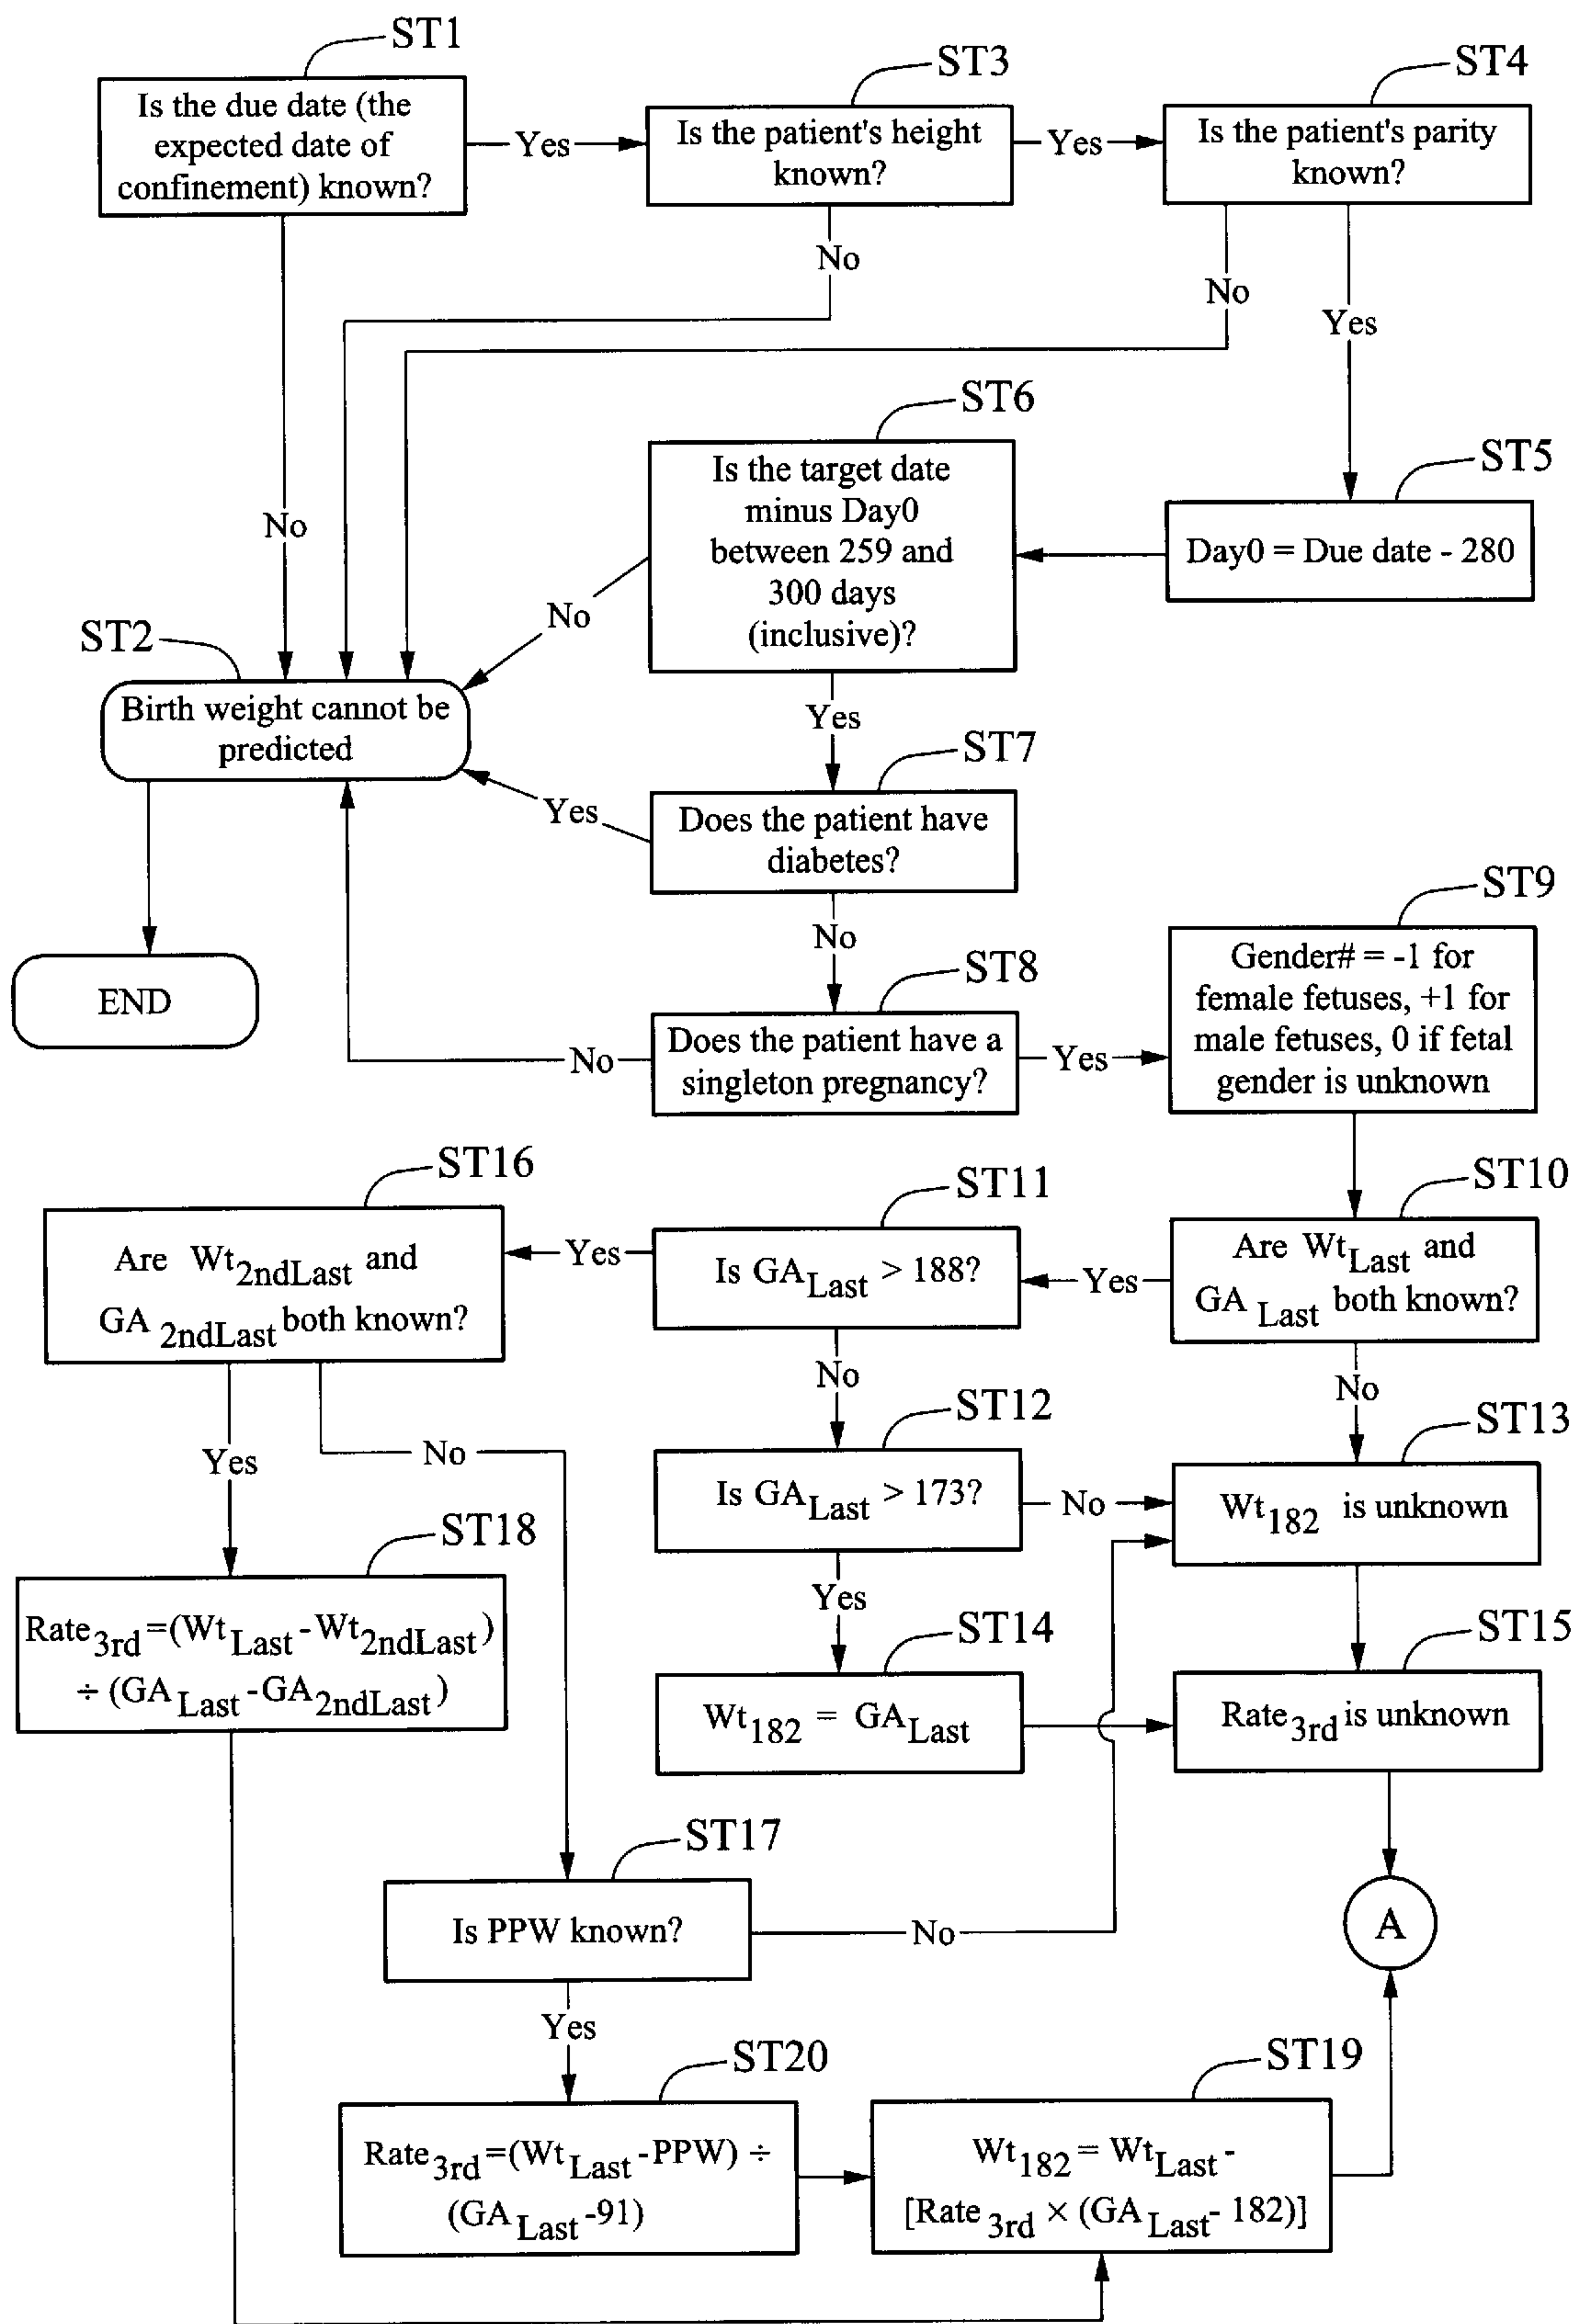 ST1
Is the due date (the
expected date of
confinement) known?
Yes
ST3
Is the patient's height
known?
Yes
ST4
Is the patient's parity
known?
No
No
Yes
No
ST6
Is the target date
minus Day0
between 259 and
300 days
(inclusive)?
ST5
Day0 = Due date - 280
No
ST2
Birth weight cannot be
predicted
Yes
ST7
Does the patient have
diabetes?
Yes
END
No
ST8
Does the patient have a
singleton pregnancy?
No
Yes
ST9
Gender# = -1 for
female fetuses, +1 for
male fetuses, 0 if fetal
gender is unknown
ST16
Are Wt2ndLast and
GA 2ndLast both known?
Yes
ST11
Is GALast > 188?
Yes
ST10
Are WtLast and
GA Last both known?
No
No
ST12
Is GALast > 173?
No
ST13
Wt182 is unknown
Yes
No
ST18
Rate3rd=(WtLast-Wt2ndLast)
÷ (GALast-GA2ndLast)
Yes
ST14
Wt182 = GALast
ST15
Rate3rd is unknown
ST17
Is PPW known?
No
A
Yes
ST20
Rate3rd=(WtLast-PPW) ÷
(GALast-91)
ST19
Wt182= WtLast-
[Rate3rd × (GALast- 182)]